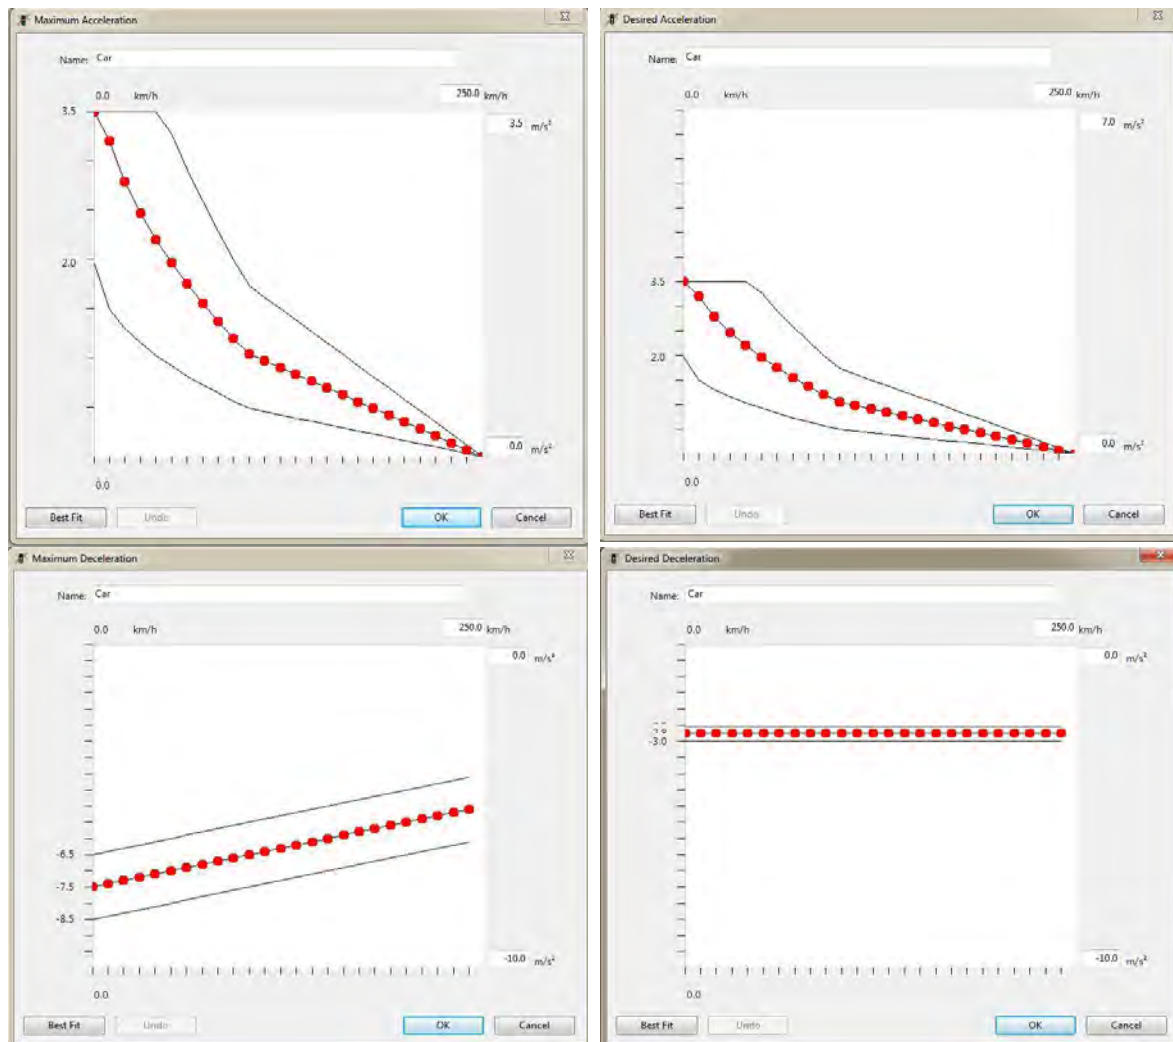 Maximum Acceleration
Name: Car
0.0 km/h 250.0 km/h
3.5
3.5 m/s²
2.0
0.0 m/s²
0.0
Best Fit Undo OK Cancel
Desired Acceleration
Name: Car
0.0 km/h 250.0 km/h
7.0 m/s²
3.5
2.0
0.0 m/s²
0.0
Best Fit Undo OK Cancel
Maximum Deceleration
Name: Car
0.0 km/h 250.0 km/h
0.0 m/s²
-6.5
-7.5
-8.5
-10.0 m/s²
0.0
Best Fit Undo OK Cancel
Desired Deceleration
Name: Car
0.0 km/h 250.0 km/h
0.0 m/s²
-3.0
-10.0 m/s²
0.0
Best Fit Undo OK Cancel